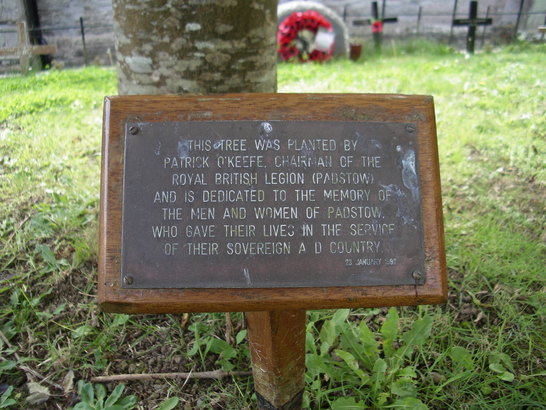 THIS TREE WAS PLANTED BY
PATRICK O'KEEFE, CHAIRMAN OF THE
ROYAL BRITISH LEGION (PADSTOW)
AND IS DEDICATED TO THE MEMORY OF
THE MEN AND WOMEN OF PADSTOW,
WHO GAVE THEIR LIVES IN THE SERVICE
OF THEIR SOVEREIGN A D COUNTRY.
JANUARY